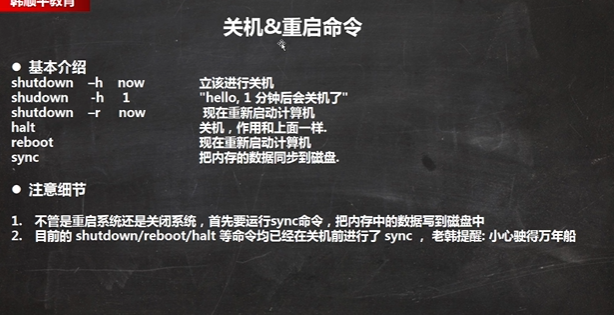 韩顺平教育
关机&重启命令
● 基本介绍
shutdown –h now 立该进行关机
shudown -h 1 "hello, 1 分钟后会关机了"
shutdown –r now 现在重新启动计算机
halt 关机，作用和上面一样.
reboot 现在重新启动计算机
sync 把内存的数据同步到磁盘.
● 注意细节
1. 不管是重启系统还是关闭系统，首先要运行sync命令，把内存中的数据写到磁盘中
2. 目前的 shutdown/reboot/halt 等命令均已经在关机前进行了 sync ， 老韩提醒: 小心驶得万年船